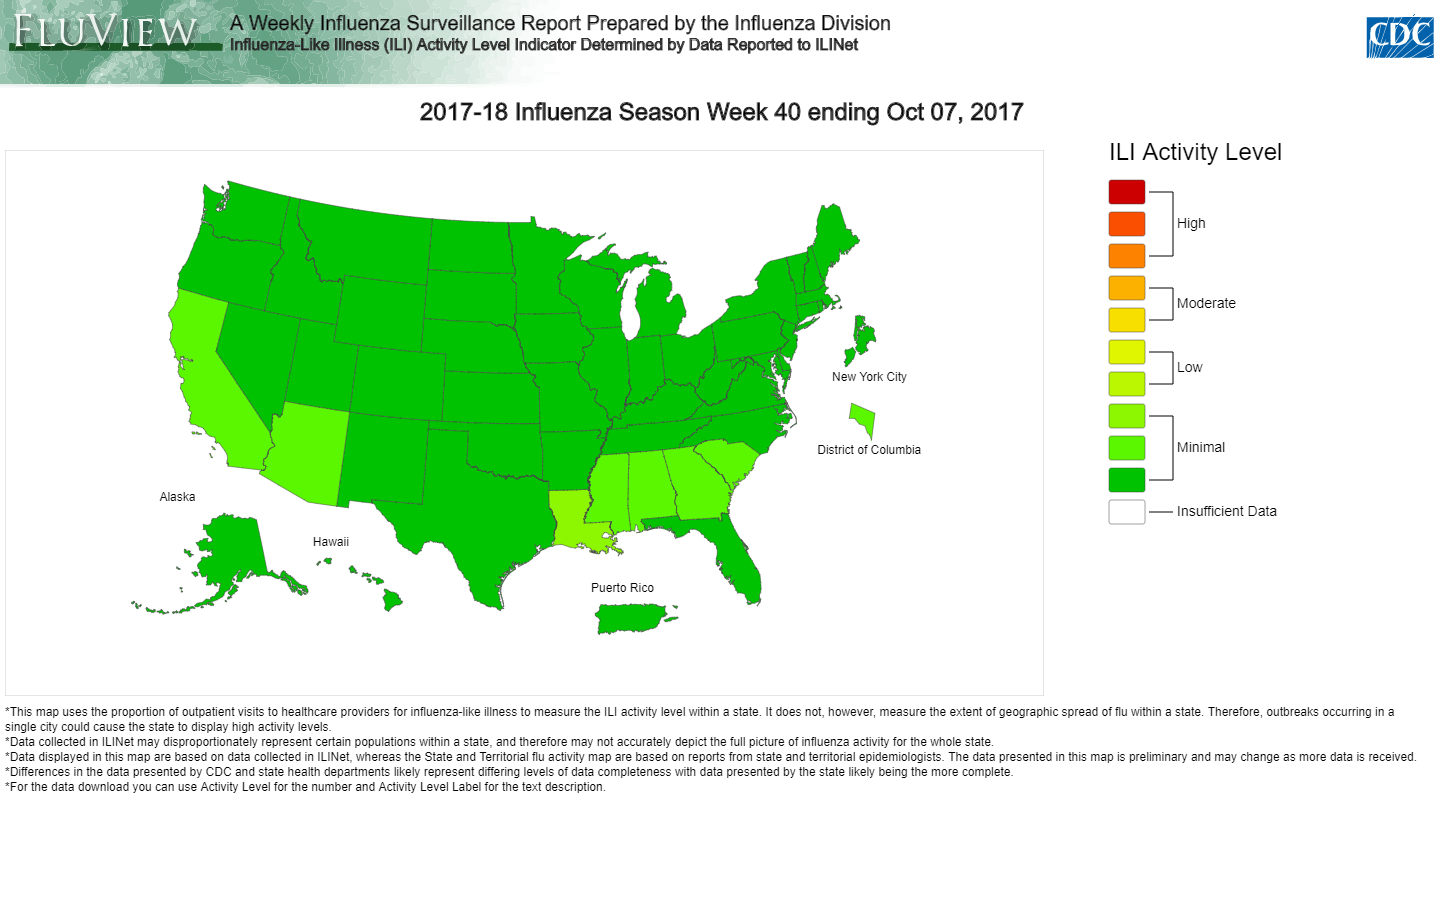 FLUVIEW
A Weekly Influenza Surveillance Report Prepared by the Influenza Division
Influenza-Like Illness (ILI) Activity Level Indicator Determined by Data Reported to ILINet
CDC
2017-18 Influenza Season Week 40 ending Oct 07, 2017
ILI Activity Level
High
Moderate
Low
Minimal
Insufficient Data
New York City
District of Columbia
Alaska
Hawaii
Puerto Rico
*This map uses the proportion of outpatient visits to healthcare providers for influenza-like illness to measure the ILI activity level within a state. It does not, however, measure the extent of geographic spread of flu within a state. Therefore, outbreaks occurring in a
single city could cause the state to display high activity levels.
*Data collected in ILINet may disproportionately represent certain populations within a state, and therefore may not accurately depict the full picture of influenza activity for the whole state.
*Data displayed in this map are based on data collected in ILINet, whereas the State and Territorial flu activity map are based on reports from state and territorial epidemiologists. The data presented in this map is preliminary and may change as more data is received.
*Differences in the data presented by CDC and state health departments likely represent differing levels of data completeness with data presented by the state likely being the more complete.
*For the data download you can use Activity Level for the number and Activity Level Label for the text description.